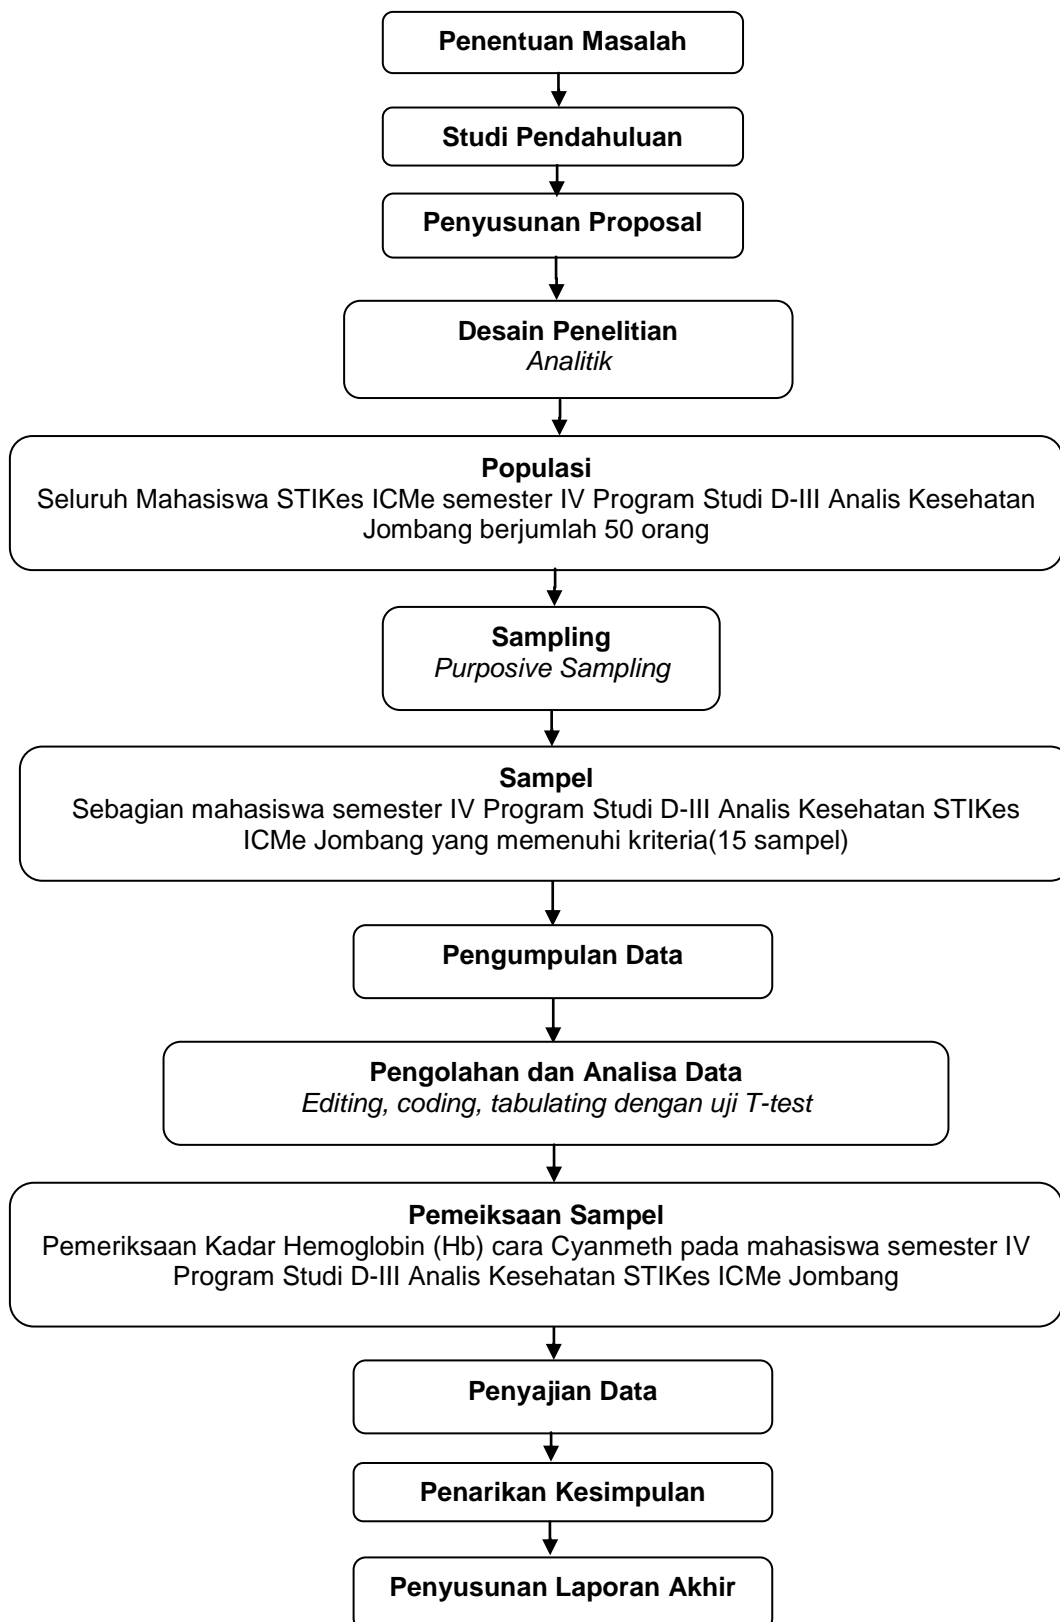 Penentuan Masalah
Studi Pendahuluan
Penyusunan Proposal
Desain Penelitian
Analitik
Populasi
Seluruh Mahasiswa STIKes ICMe semester IV Program Studi D-III Analis Kesehatan
Jombang berjumlah 50 orang
Sampling
Purposive Sampling
Sampel
Sebagian mahasiswa semester IV Program Studi D-III Analis Kesehatan STIKes
ICMe Jombang yang memenuhi kriteria(15 sampel)
Pengumpulan Data
Pengolahan dan Analisa Data
Editing, coding, tabulating dengan uji T-test
Pemeiksaan Sampel
Pemeriksaan Kadar Hemoglobin (Hb) cara Cyanmeth pada mahasiswa semester IV
Program Studi D-III Analis Kesehatan STIKes ICMe Jombang
Penyajian Data
Penarikan Kesimpulan
Penyusunan Laporan Akhir